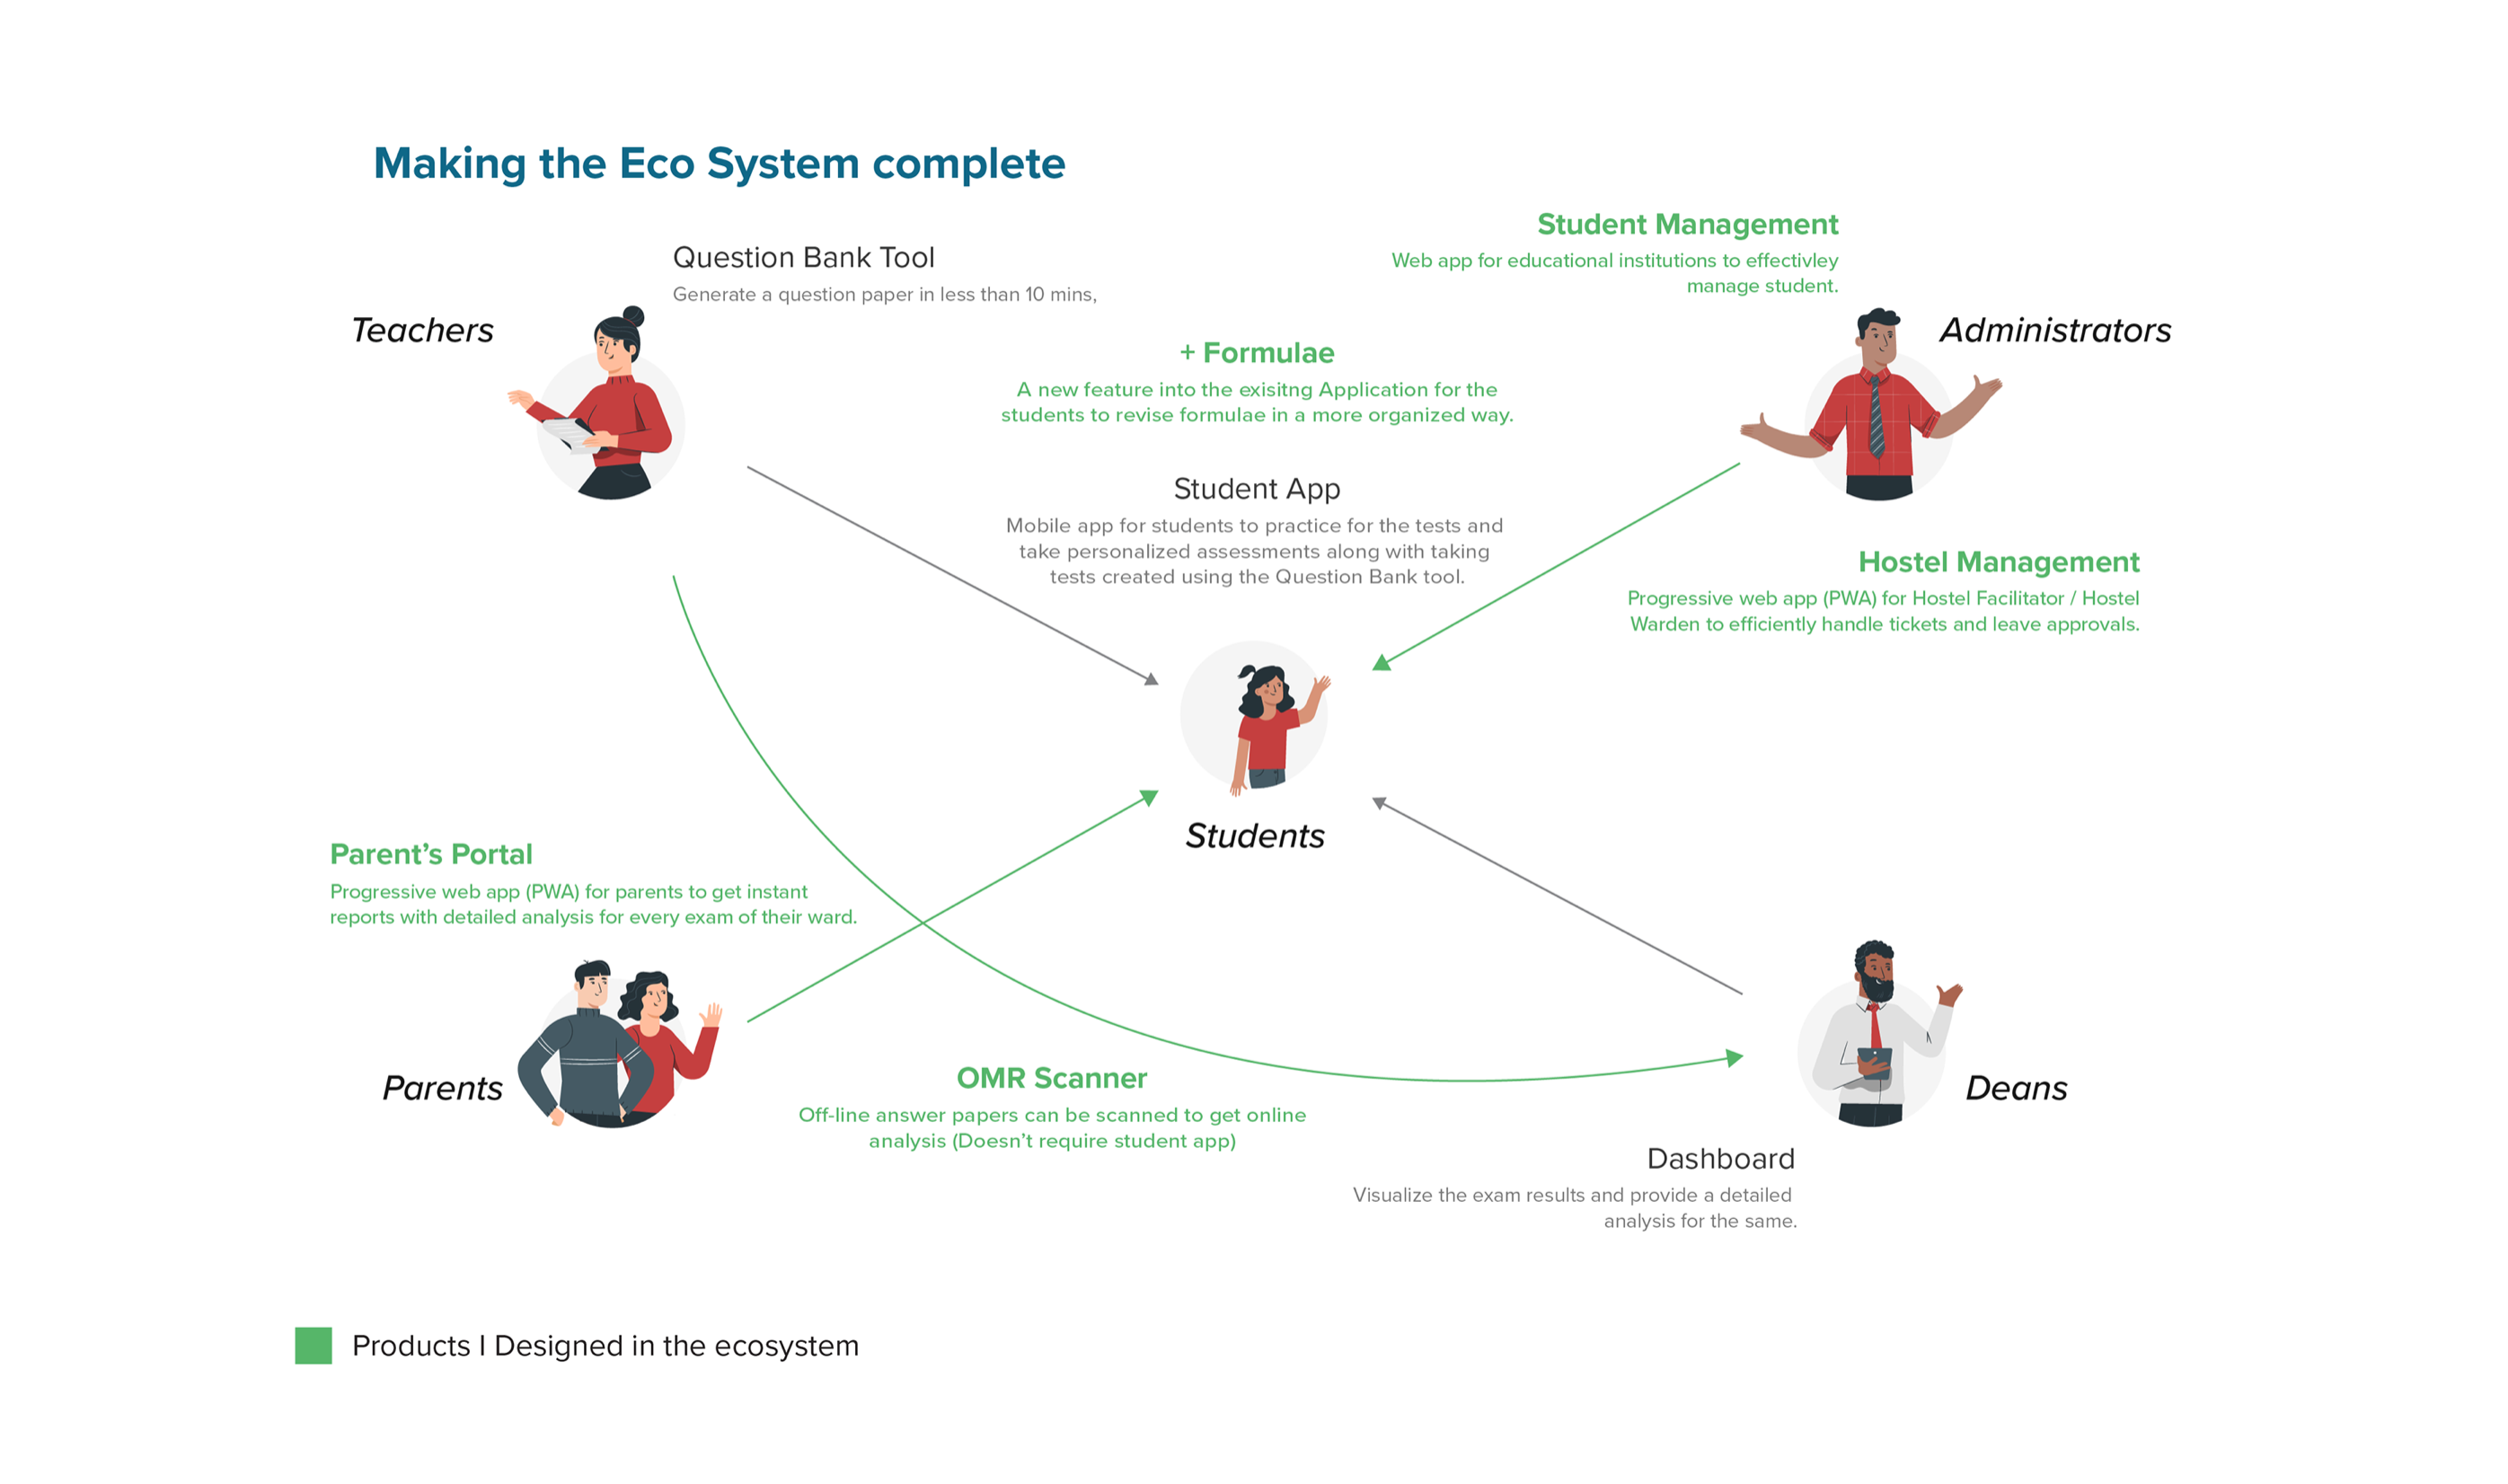 Making the Eco System complete
Question Bank Tool
Generate a question paper in less than 10 mins,
Teachers
Student Management
Web app for educational institutions to effectivley
manage student.
Administrators
+ Formulae
A new feature into the exisitng Application for the
students to revise formulae in a more organized way.
Student App
Mobile app for students to practice for the tests and
take personalized assessments along with taking
tests created using the Question Bank tool.
Hostel Management
Progressive web app (PWA) for Hostel Facilitator / Hostel
Warden to efficiently handle tickets and leave approvals.
Students
Parent’s Portal
Progressive web app (PWA) for parents to get instant
reports with detailed analysis for every exam of their ward.
Parents
OMR Scanner
Off-line answer papers can be scanned to get online
analysis (Doesn’t require student app)
Deans
Dashboard
Visualize the exam results and provide a detailed
analysis for the same.
Products I Designed in the ecosystem